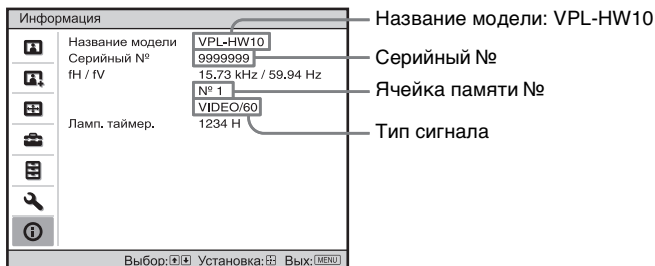 Информация
Название модели VPL-HW10
Серийный № 9999999
fH / fV 15.73 kHz / 59.94 Hz
№ 1
VIDEO/60
Ламп. таймер. 1234 H
Выбор: Установка: Вых: MENU
Название модели: VPL-HW10
Серийный №
Ячейка памяти №
Тип сигнала